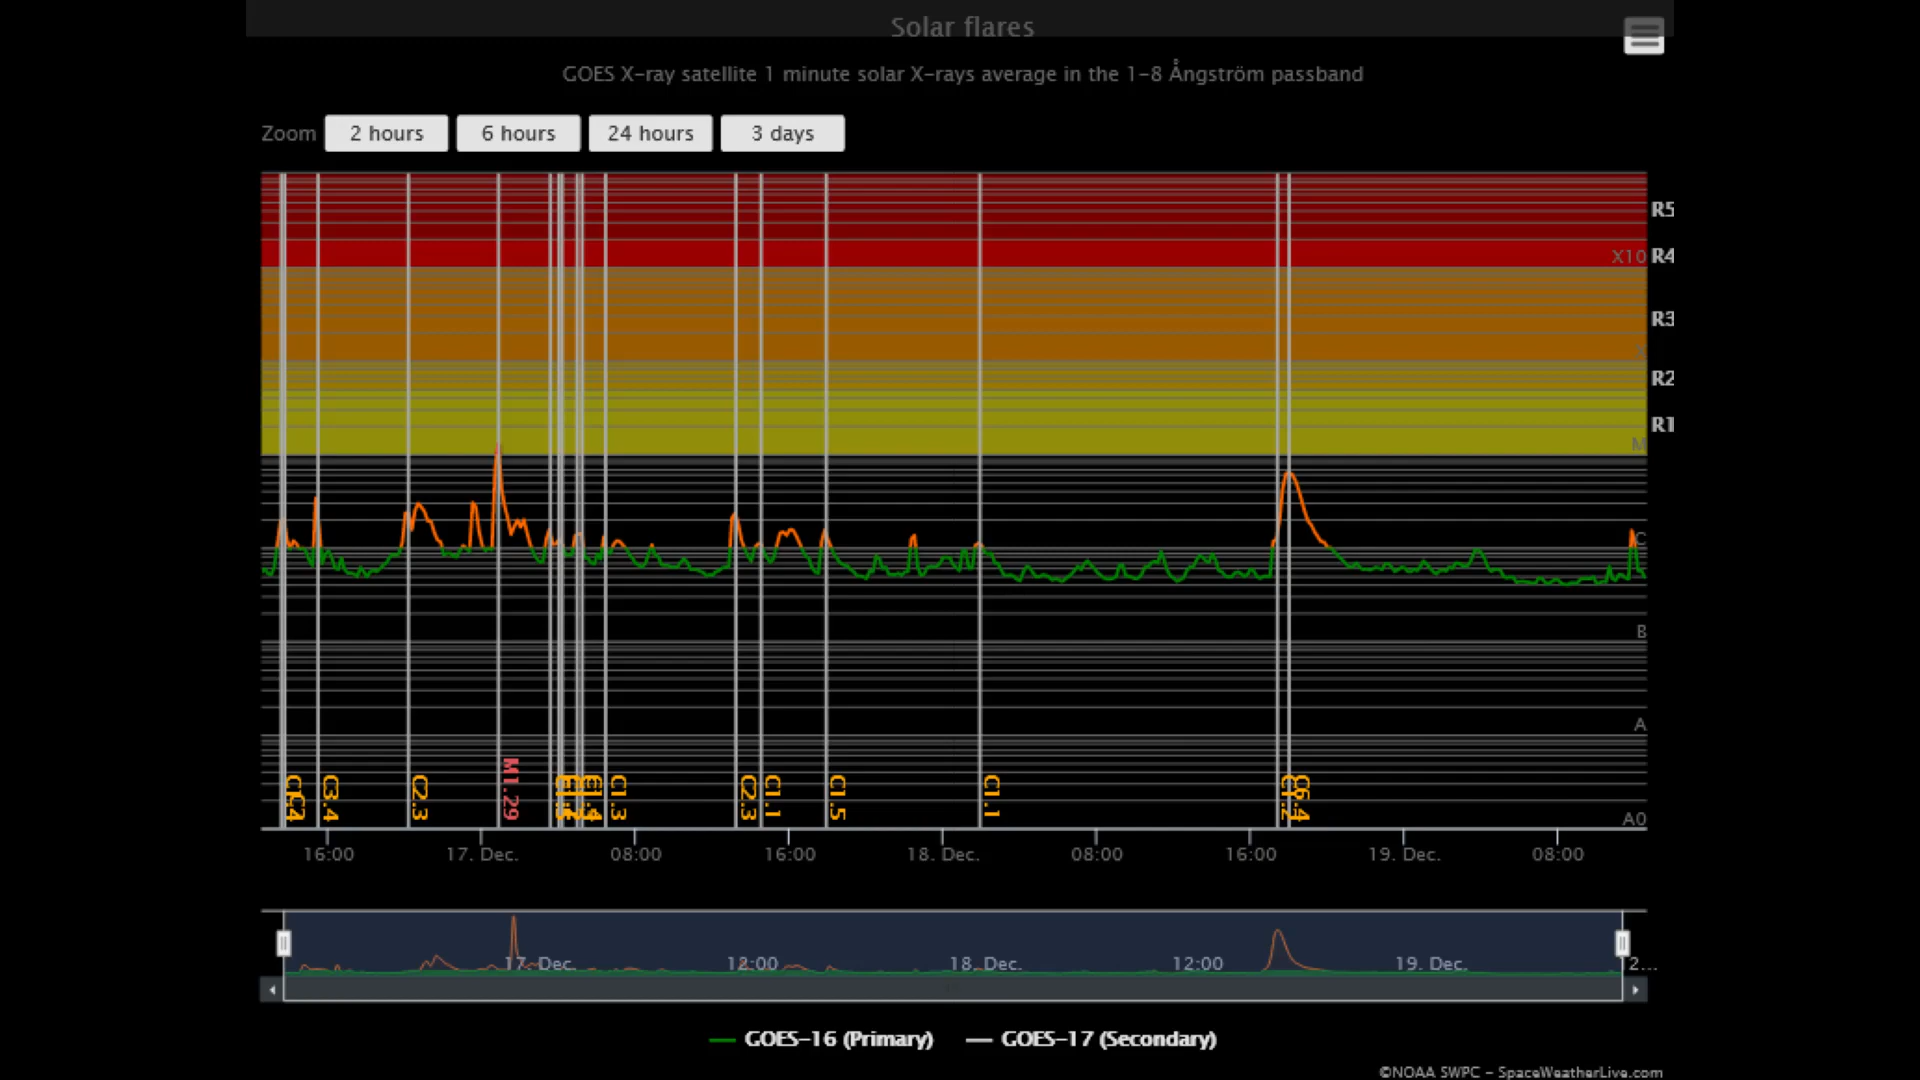 Solar flares
GOES X-ray satellite 1 minute solar X-rays average in the 1-8 Ångström passband
Zoom 2 hours 6 hours 24 hours 3 days
R5
X10 R4
R3
R2
R1
M
C
B
A
A0
C3.4 C2.3 M1.29 C1.3 C2.3 C1.1 C1.5 C1.1 C6.4
16:00 17. Dec. 08:00 16:00 18. Dec. 08:00 16:00 19. Dec. 08:00
17. Dec. 12:00 18. Dec. 12:00 19. Dec. 2...
GOES-16 (Primary) GOES-17 (Secondary)
©NOAA SWPC - SpaceWeatherLive.com